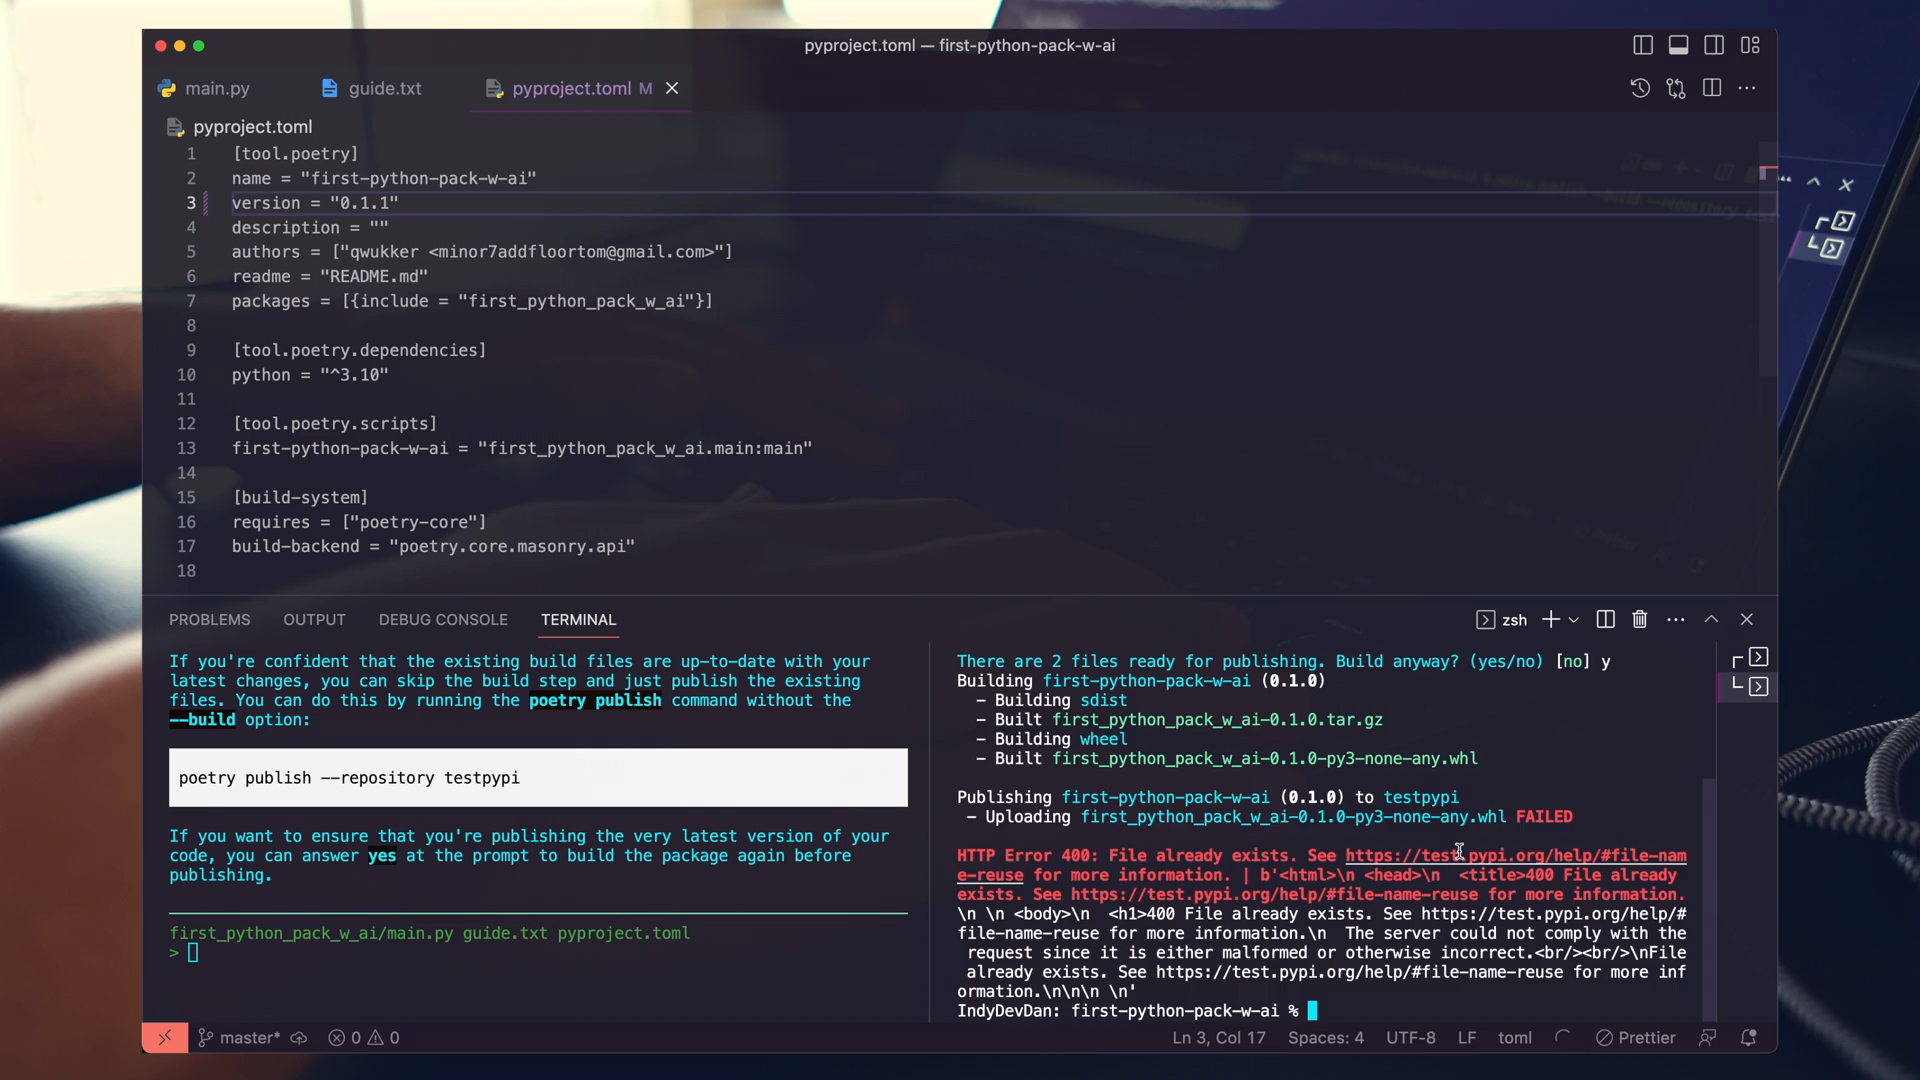 pyproject.toml — first-python-pack-w-ai
main.py
guide.txt
pyproject.toml M
pyproject.toml
1 [tool.poetry]
2 name = "first-python-pack-w-ai"
3 version = "0.1.1"
4 description = ""
5 authors = ["qwukker <minor7addfloortom@gmail.com>"]
6 readme = "README.md"
7 packages = [{include = "first_python_pack_w_ai"}]
8
9 [tool.poetry.dependencies]
10 python = "^3.10"
11
12 [tool.poetry.scripts]
13 first-python-pack-w-ai = "first_python_pack_w_ai.main:main"
14
15 [build-system]
16 requires = ["poetry-core"]
17 build-backend = "poetry.core.masonry.api"
18
PROBLEMS OUTPUT DEBUG CONSOLE TERMINAL
zsh
If you're confident that the existing build files are up-to-date with your
latest changes, you can skip the build step and just publish the existing
files. You can do this by running the poetry publish command without the
--build option:
poetry publish --repository testpypi
If you want to ensure that you're publishing the very latest version of your
code, you can answer yes at the prompt to build the package again before
publishing.
first_python_pack_w_ai/main.py guide.txt pyproject.toml
>
There are 2 files ready for publishing. Build anyway? (yes/no) [no] y
Building first-python-pack-w-ai (0.1.0)
- Building sdist
- Built first_python_pack_w_ai-0.1.0.tar.gz
- Building wheel
- Built first_python_pack_w_ai-0.1.0-py3-none-any.whl
Publishing first-python-pack-w-ai (0.1.0) to testpypi
- Uploading first_python_pack_w_ai-0.1.0-py3-none-any.whl FAILED
HTTP Error 400: File already exists. See https://test.pypi.org/help/#file-nam
e-reuse for more information. | b'<html>\n <head>\n  <title>400 File already
exists. See https://test.pypi.org/help/#file-name-reuse for more information.
\n \n <body>\n  <h1>400 File already exists. See https://test.pypi.org/help/#
file-name-reuse for more information.\n  The server could not comply with the
request since it is either malformed or otherwise incorrect.<br/><br/>\nFile
already exists. See https://test.pypi.org/help/#file-name-reuse for more inf
ormation.\n\n\n \n'
IndyDevDan: first-python-pack-w-ai %
master* 0 0
Ln 3, Col 17 Spaces: 4 UTF-8 LF toml Prettier